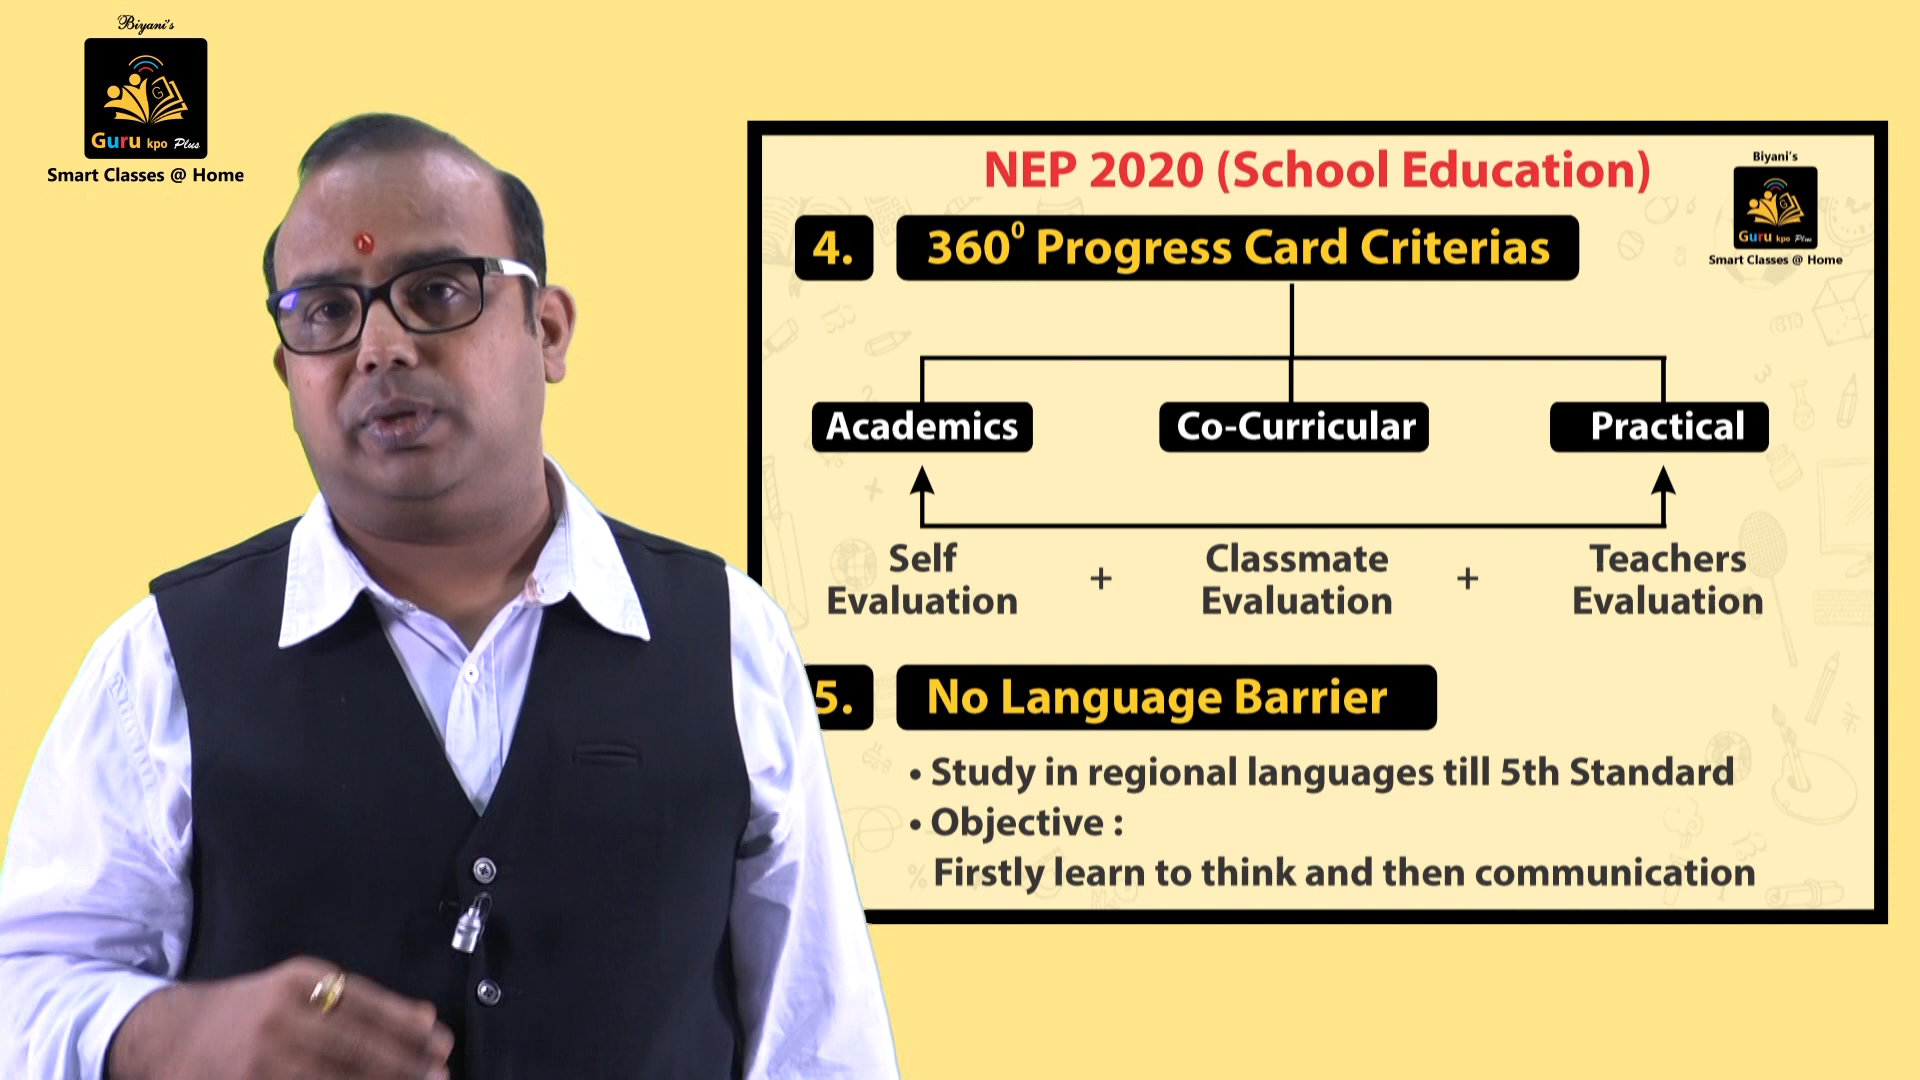 Biyani's
Guru kpo Plus
Smart Classes @ Home
NEP 2020 (School Education)
Biyani's
Guru kpo Plus
Smart Classes @ Home
4. 360⁰ Progress Card Criterias
Academics Co-Curricular Practical
Self + Classmate + Teachers
Evaluation Evaluation Evaluation
5. No Language Barrier
• Study in regional languages till 5th Standard
• Objective :
Firstly learn to think and then communication